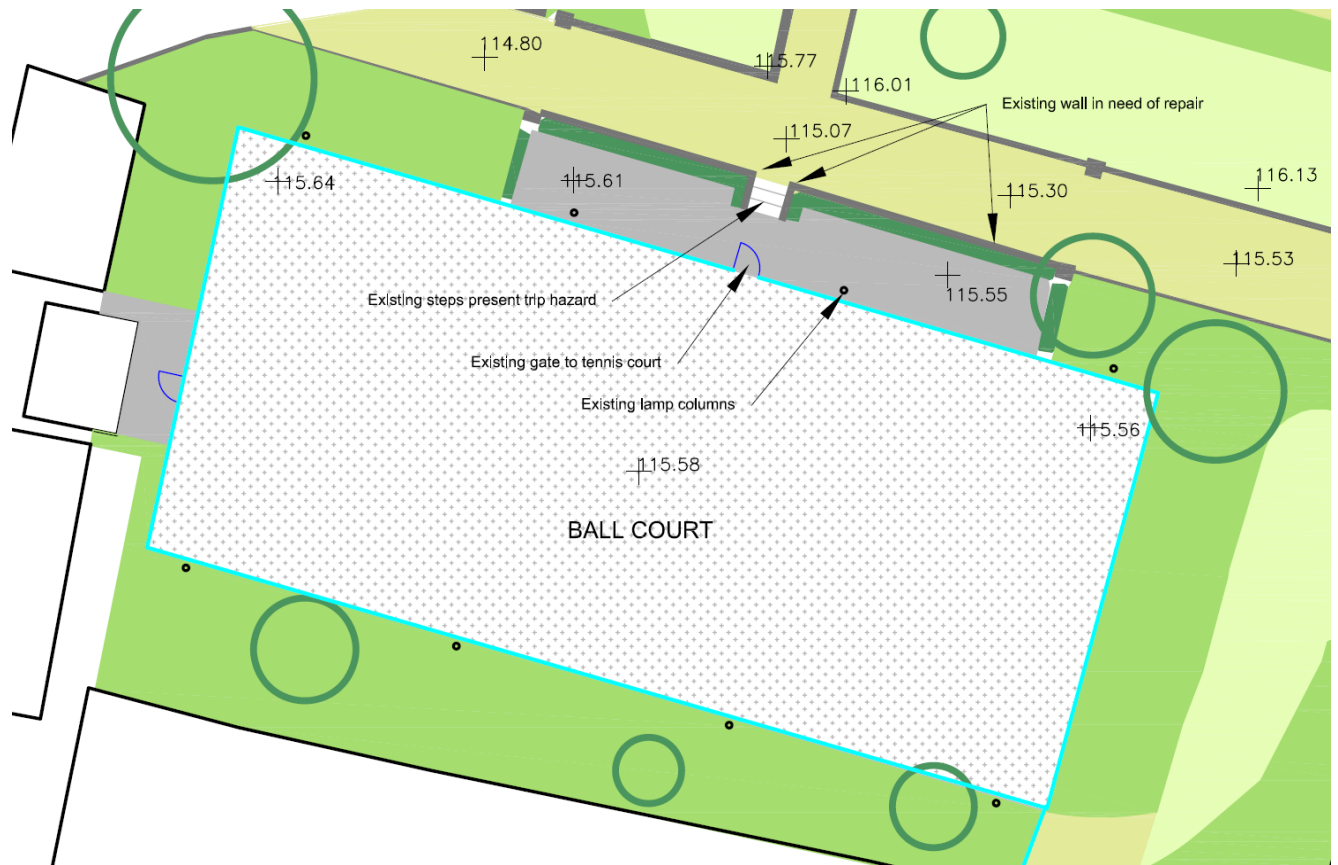 114.80
115.77
116.01
Existing wall in need of repair
115.07
115.64
115.61
115.30
116.13
115.53
Existing steps present trip hazard
115.55
Existing gate to tennis court
Existing lamp columns
115.56
115.58
BALL COURT